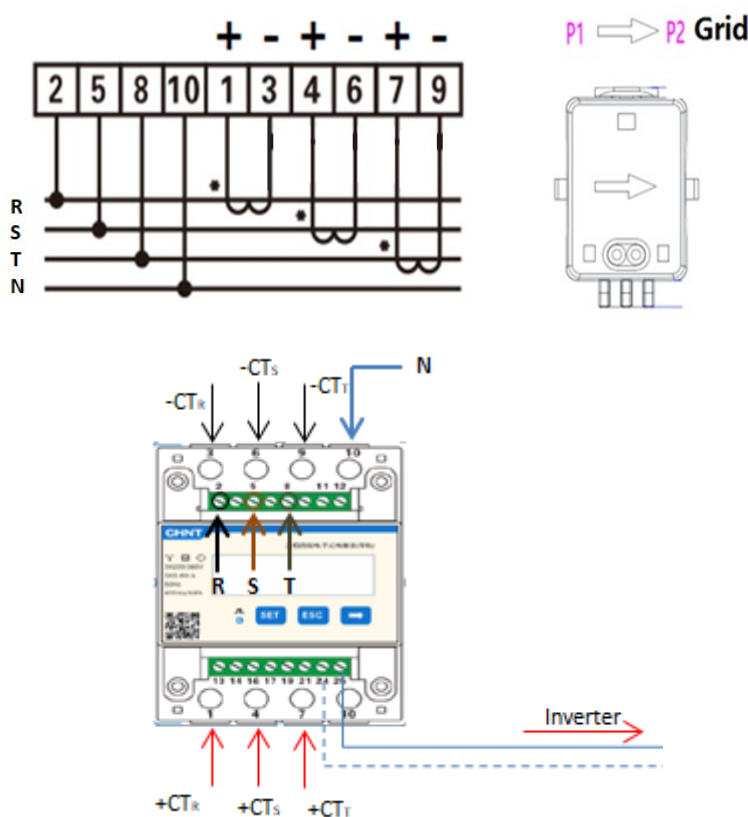 + - + - + -
P1 P2 Grid
2 5 8 10 1 3 4 6 7 9
*
R
*
S
*
T
N
-CTS
N
-CTT
-CTR
3 6 9 10
2 5 8 11 12
CHNT
R S T
SET ESC
13 14 16 17 19 21 24 25
1 4 7 10
Inverter
+CTR +CTS +CTT